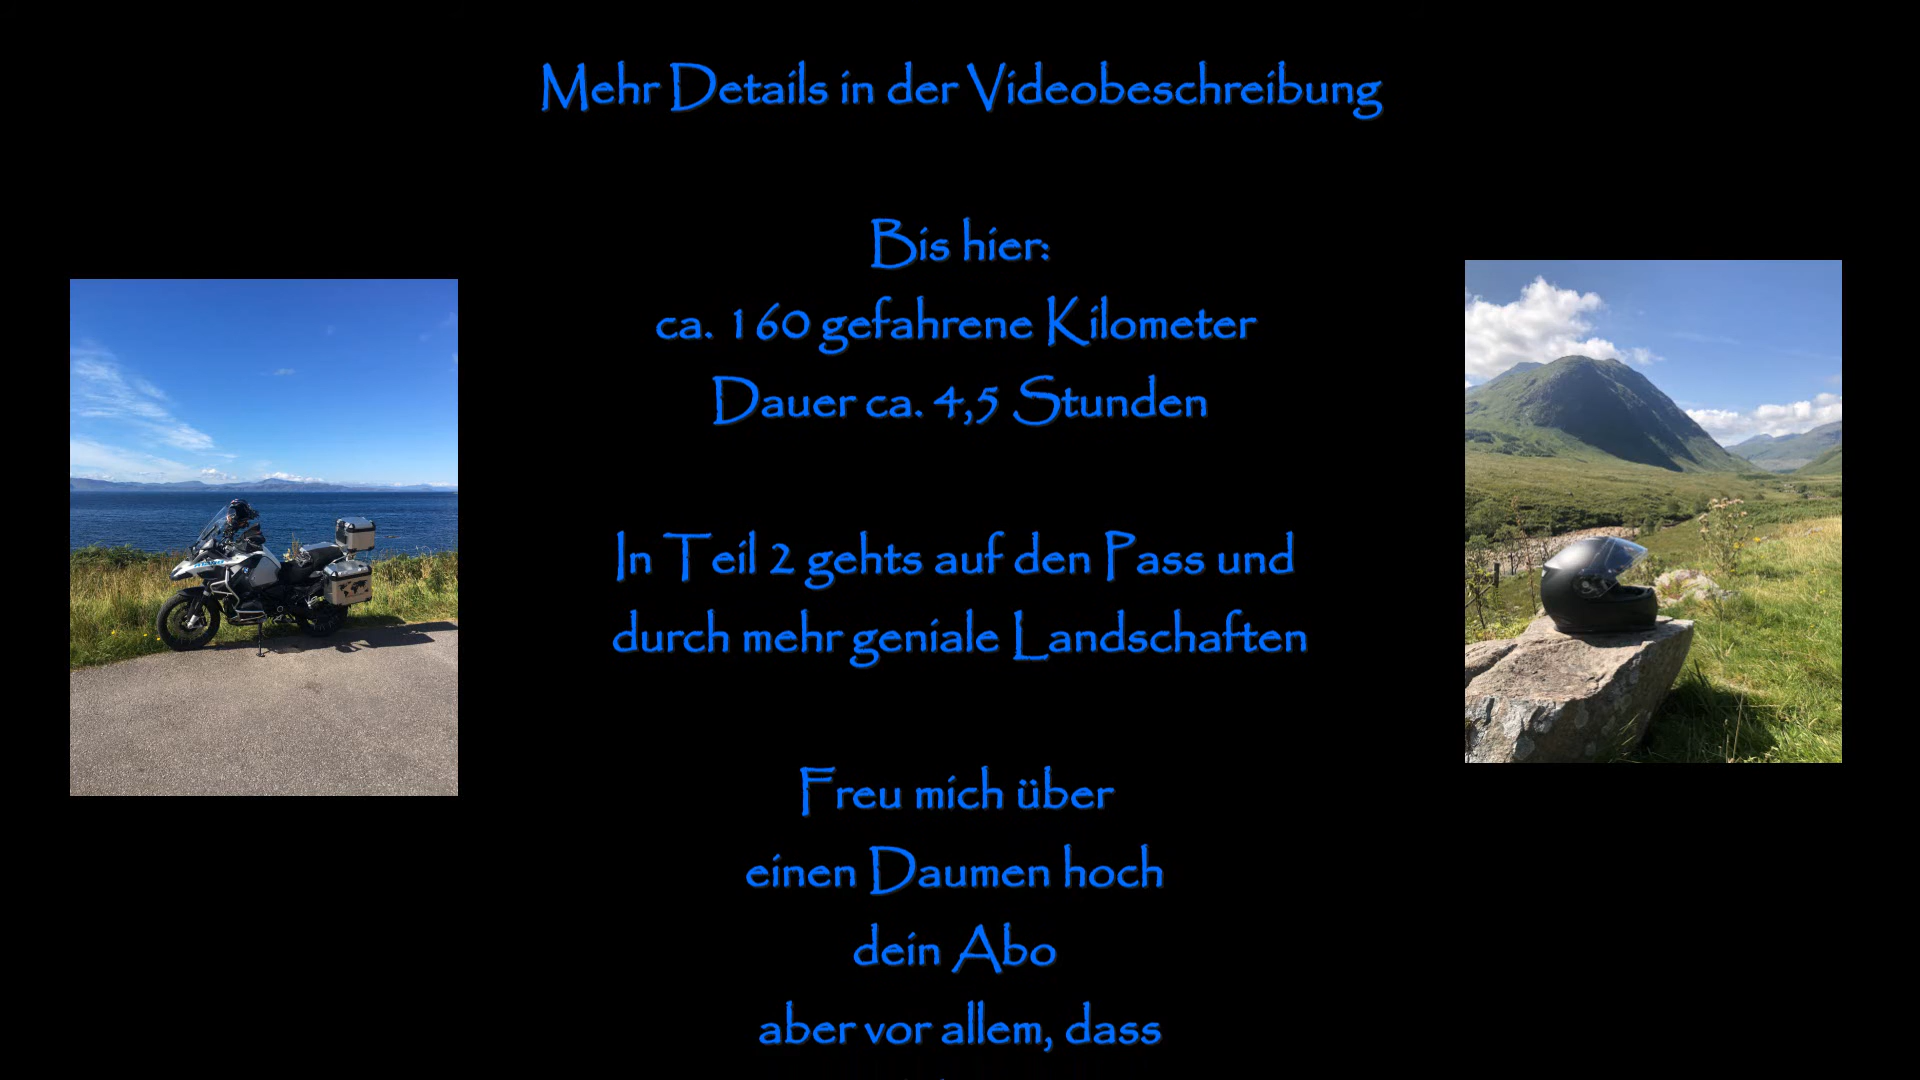 Mehr Details in der Videobeschreibung
Bis hier:
ca. 160 gefahrene Kilometer
Dauer ca. 4,5 Stunden
In Teil 2 gehts auf den Pass und
durch mehr geniale Landschaften
Freu mich über
einen Daumen hoch
dein Abo
aber vor allem, dass